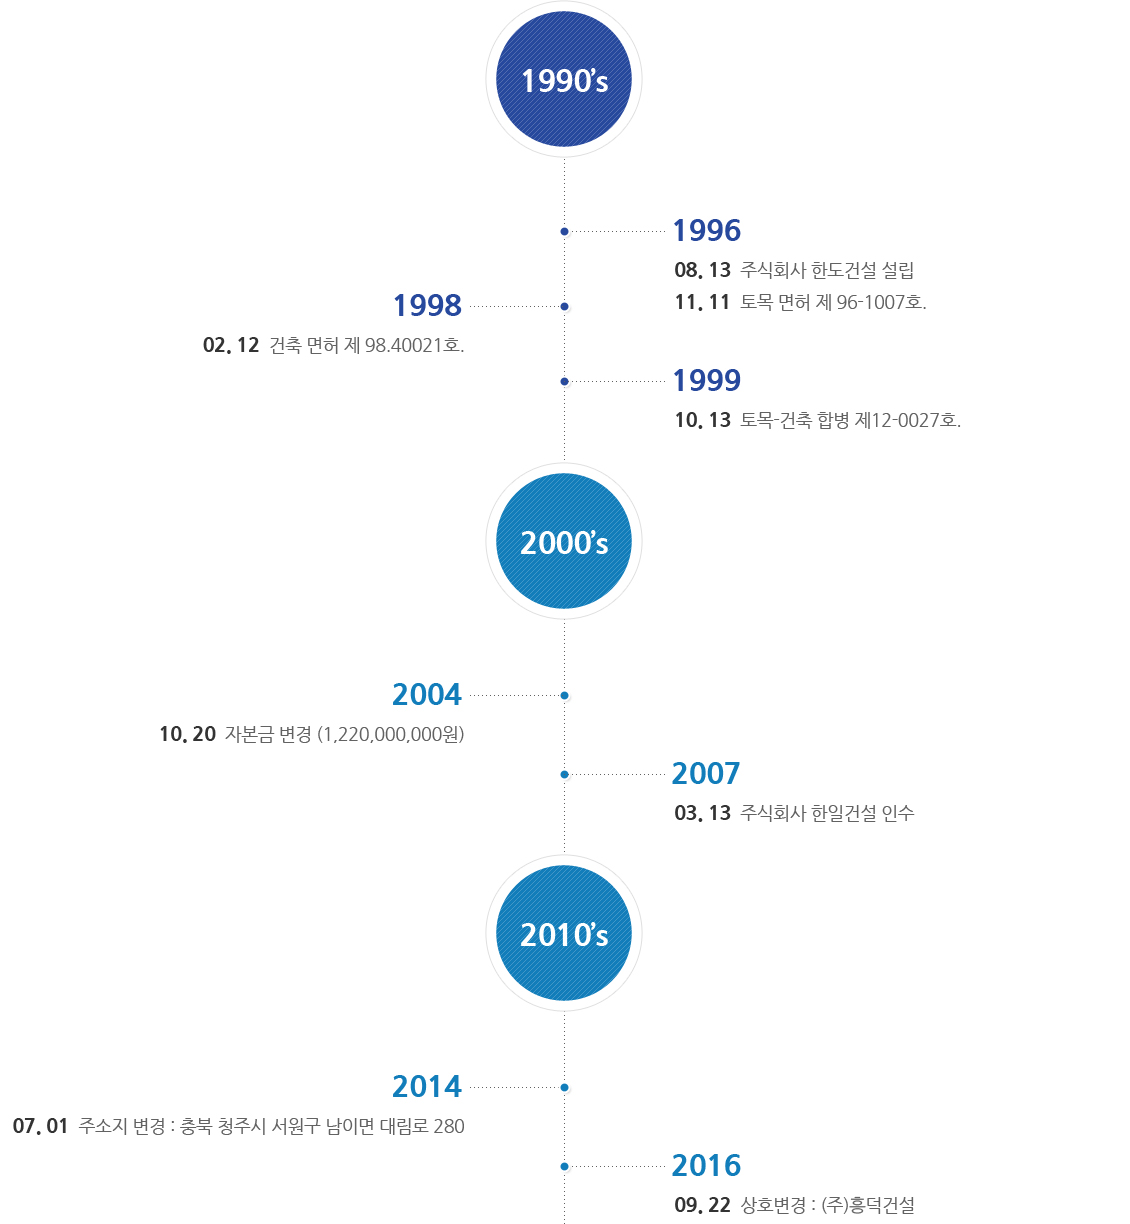 1990's
1996
08. 13 주식회사 한도건설 설립
11. 11 토목 면허 제 96-1007호.
1998
02. 12 건축 면허 제 98.40021호.
1999
10. 13 토목-건축 합병 제12-0027호.
2000's
2004
10. 20 자본금 변경 (1,220,000,000원)
2007
03. 13 주식회사 한일건설 인수
2010's
2014
07. 01 주소지 변경 : 충북 청주시 서원구 남이면 대림로 280
2016
09. 22 상호변경 : (주)흥덕건설